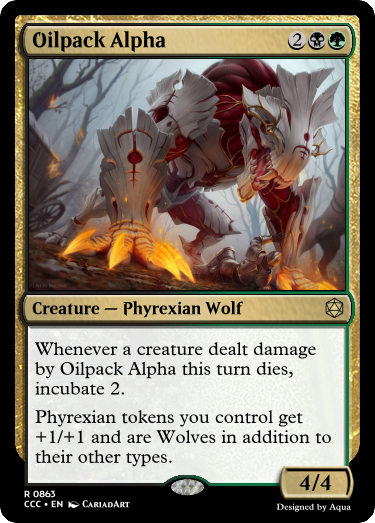 Oilpack Alpha 2
Creature — Phyrexian Wolf
Whenever a creature dealt damage
by Oilpack Alpha this turn dies,
incubate 2.
Phyrexian tokens you control get
+1/+1 and are Wolves in addition to
their other types.
4/4
R 0863
CCC • EN CARIADART
Designed by Aqua